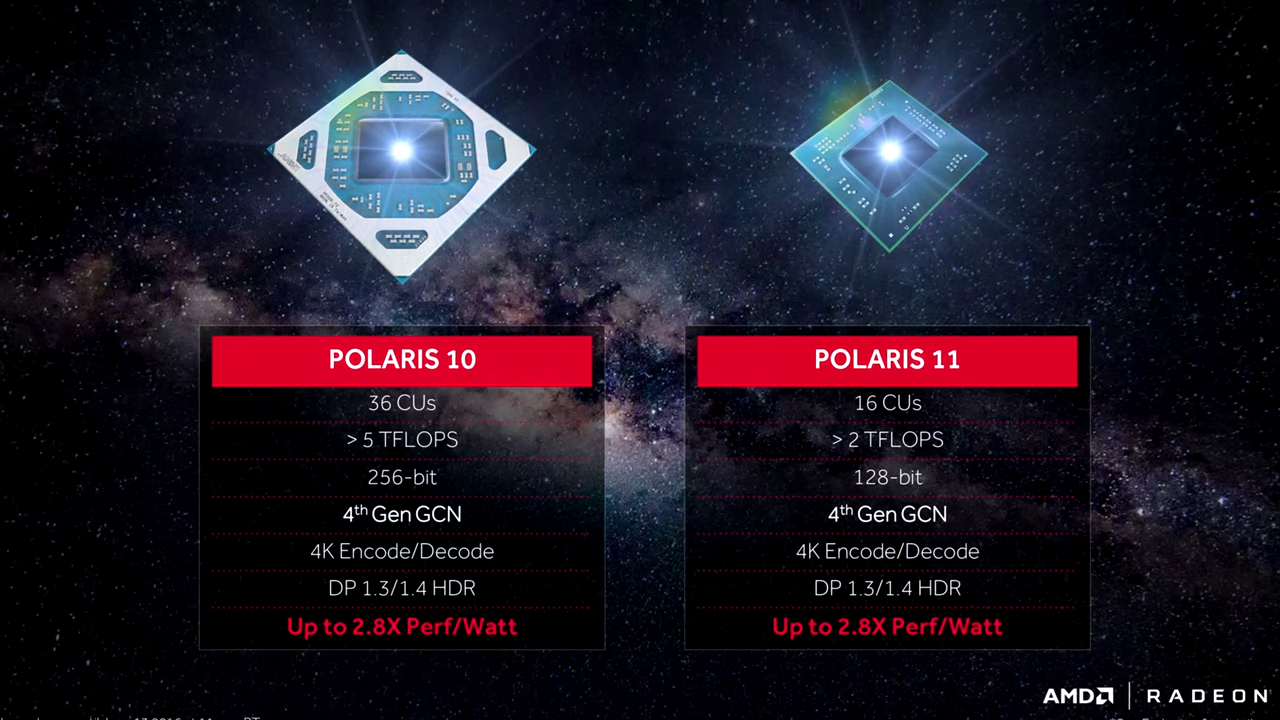 POLARIS 10
36 CUs
> 5 TFLOPS
256-bit
4th Gen GCN
4K Encode/Decode
DP 1.3/1.4 HDR
Up to 2.8X Perf/Watt
POLARIS 11
16 CUs
> 2 TFLOPS
128-bit
4th Gen GCN
4K Encode/Decode
DP 1.3/1.4 HDR
Up to 2.8X Perf/Watt
AMD RADEON